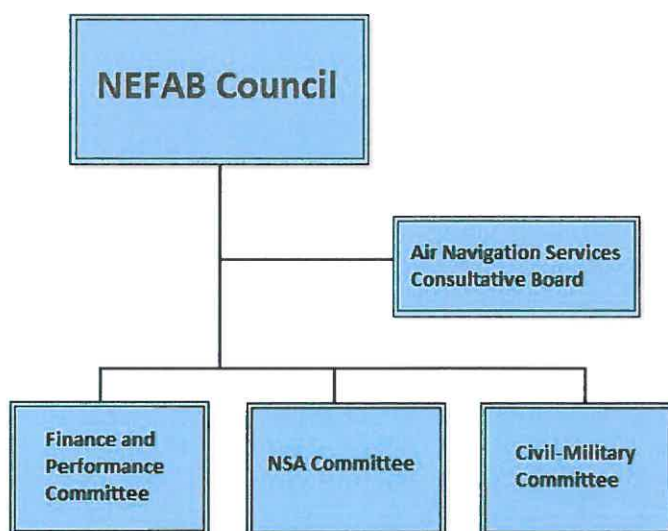 NEFAB Council
Air Navigation Services
Consultative Board
Finance and
Performance
Committee
NSA Committee
Civil-Military
Committee